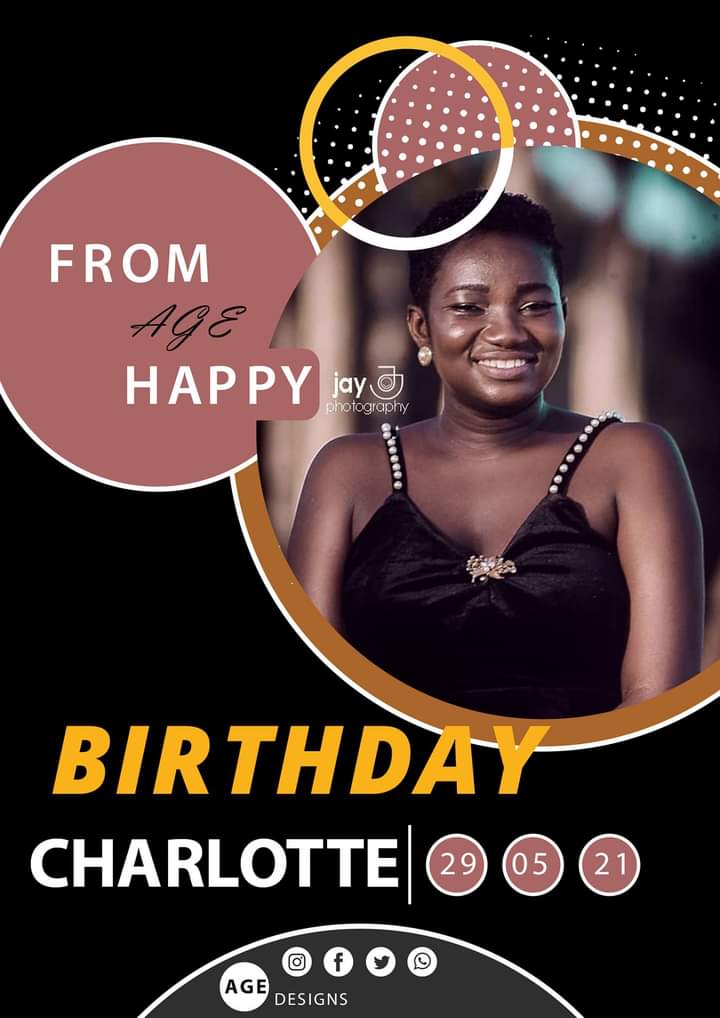 FROM
AGE
HAPPY
jay
photography
BIRTHDAY
CHARLOTTE
29 05 21
AGE
DESIGNS